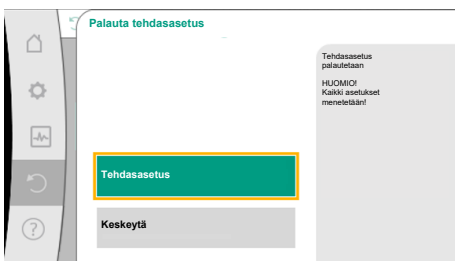 Palauta tehdasasetus
Tehdasasetus
palautetaan
HUOMIO!
Kaikki asetukset
menetetään!
Tehdasasetus
Keskeytä
?